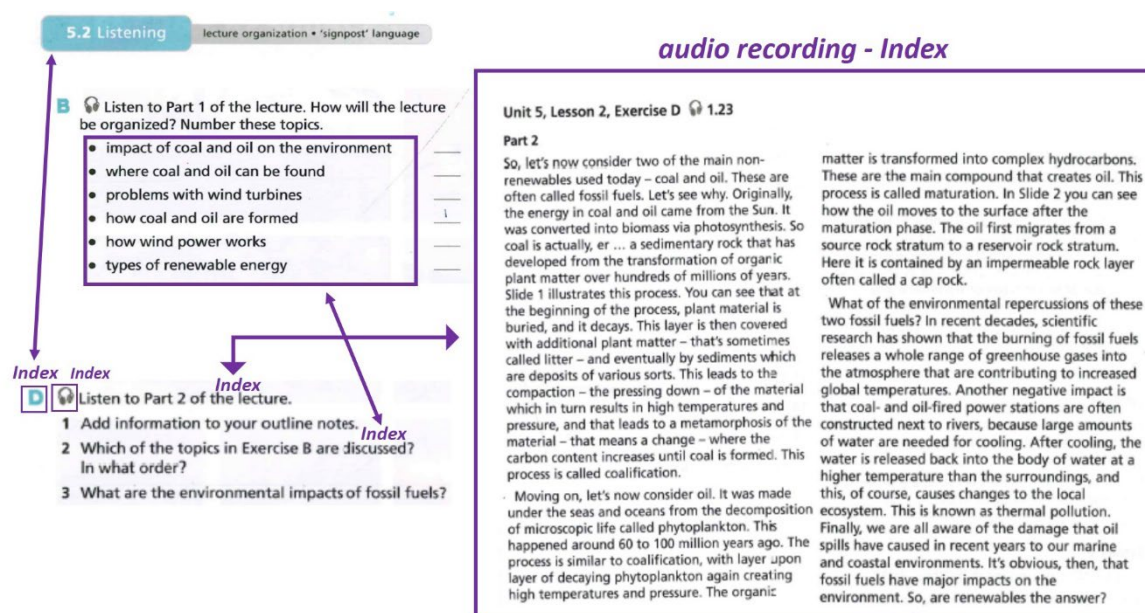 5.2 Listening
lecture organization • 'signpost' language
audio recording - Index
B Listen to Part 1 of the lecture. How will the lecture
be organized? Number these topics.
• impact of coal and oil on the environment
• where coal and oil can be found
• problems with wind turbines
• how coal and oil are formed 1
• how wind power works
• types of renewable energy
Index Index
Index
D Listen to Part 2 of the lecture.
1 Add information to your outline notes.
Index
2 Which of the topics in Exercise B are discussed?
In what order?
3 What are the environmental impacts of fossil fuels?
Unit 5, Lesson 2, Exercise D 1.23
Part 2
So, let's now consider two of the main non-
renewables used today – coal and oil. These are
often called fossil fuels. Let's see why. Originally,
the energy in coal and oil came from the Sun. It
was converted into biomass via photosynthesis. So
coal is actually, er ... a sedimentary rock that has
developed from the transformation of organic
plant matter over hundreds of millions of years.
Slide 1 illustrates this process. You can see that at
the beginning of the process, plant material is
buried, and it decays. This layer is then covered
with additional plant matter – that's sometimes
called litter – and eventually by sediments which
are deposits of various sorts. This leads to the
compaction – the pressing down – of the material
which in turn results in high temperatures and
pressure, and that leads to a metamorphosis of the
material – that means a change – where the
carbon content increases until coal is formed. This
process is called coalification.
Moving on, let's now consider oil. It was made
under the seas and oceans from the decomposition
of microscopic life called phytoplankton. This
happened around 60 to 100 million years ago. The
process is similar to coalification, with layer upon
layer of decaying phytoplankton again creating
high temperatures and pressure. The organic
matter is transformed into complex hydrocarbons.
These are the main compound that creates oil. This
process is called maturation. In Slide 2 you can see
how the oil moves to the surface after the
maturation phase. The oil first migrates from a
source rock stratum to a reservoir rock stratum.
Here it is contained by an impermeable rock layer
often called a cap rock.
What of the environmental repercussions of these
two fossil fuels? In recent decades, scientific
research has shown that the burning of fossil fuels
releases a whole range of greenhouse gases into
the atmosphere that are contributing to increased
global temperatures. Another negative impact is
that coal- and oil-fired power stations are often
constructed next to rivers, because large amounts
of water are needed for cooling. After cooling, the
water is released back into the body of water at a
higher temperature than the surroundings, and
this, of course, causes changes to the local
ecosystem. This is known as thermal pollution.
Finally, we are all aware of the damage that oil
spills have caused in recent years to our marine
and coastal environments. It's obvious, then, that
fossil fuels have major impacts on the
environment. So, are renewables the answer?